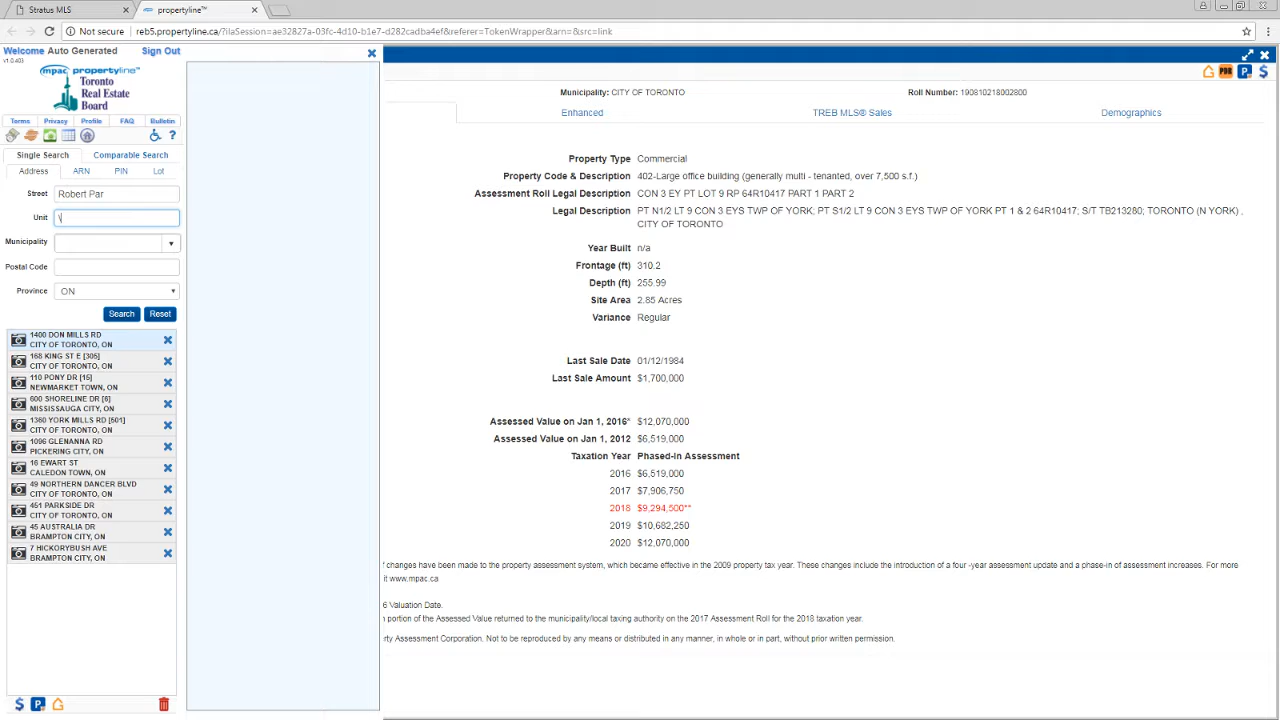 Stratus MLS
propertyline™
Not secure
reb5.propertyline.ca/?ilaSession=ae32827a-03fc-4d10-b1e7-d282cadba4ef&referer=TokenWrapper&arn=&src=link
Welcome Auto Generated
Sign Out
v1.0.403
mpac propertyline™
Toronto
Real Estate
Board
Terms
Privacy
Profile
FAQ
Bulletin
?
Single Search
Comparable Search
Address
ARN
PIN
Lot
Street
Robert Par
Unit
\
Municipality
Postal Code
Province
ON
Search
Reset
1400 DON MILLS RD
CITY OF TORONTO, ON
168 KING ST E [305]
CITY OF TORONTO, ON
110 PONY DR [15]
NEWMARKET TOWN, ON
600 SHORELINE DR [6]
MISSISSAUGA CITY, ON
1360 YORK MILLS RD [501]
CITY OF TORONTO, ON
1096 GLENANNA RD
PICKERING CITY, ON
16 EWART ST
CALEDON TOWN, ON
49 NORTHERN DANCER BLVD
CITY OF TORONTO, ON
451 PARKSIDE DR
CITY OF TORONTO, ON
45 AUSTRALIA DR
BRAMPTON CITY, ON
7 HICKORYBUSH AVE
BRAMPTON CITY, ON
$
P
PDR
P
$
Municipality: CITY OF TORONTO
Roll Number: 190810218002800
Enhanced
TREB MLS® Sales
Demographics
Property Type Commercial
Property Code & Description 402-Large office building (generally multi - tenanted, over 7,500 s.f.)
Assessment Roll Legal Description CON 3 EY PT LOT 9 RP 64R10417 PART 1 PART 2
Legal Description PT N1/2 LT 9 CON 3 EYS TWP OF YORK; PT S1/2 LT 9 CON 3 EYS TWP OF YORK PT 1 & 2 64R10417; S/T TB213280; TORONTO (N YORK) ,
CITY OF TORONTO
Year Built n/a
Frontage (ft) 310.2
Depth (ft) 255.99
Site Area 2.85 Acres
Variance Regular
Last Sale Date 01/12/1984
Last Sale Amount $1,700,000
Assessed Value on Jan 1, 2016* $12,070,000
Assessed Value on Jan 1, 2012 $6,519,000
Taxation Year Phased-In Assessment
2016 $6,519,000
2017 $7,906,750
2018 $9,294,500**
2019 $10,682,250
2020 $12,070,000
f changes have been made to the property assessment system, which became effective in the 2009 property tax year. These changes include the introduction of a four -year assessment update and a phase-in of assessment increases. For more
it www.mpac.ca
6 Valuation Date.
portion of the Assessed Value returned to the municipality/local taxing authority on the 2017 Assessment Roll for the 2018 taxation year.
rty Assessment Corporation. Not to be reproduced by any means or distributed in any manner, in whole or in part, without prior written permission.